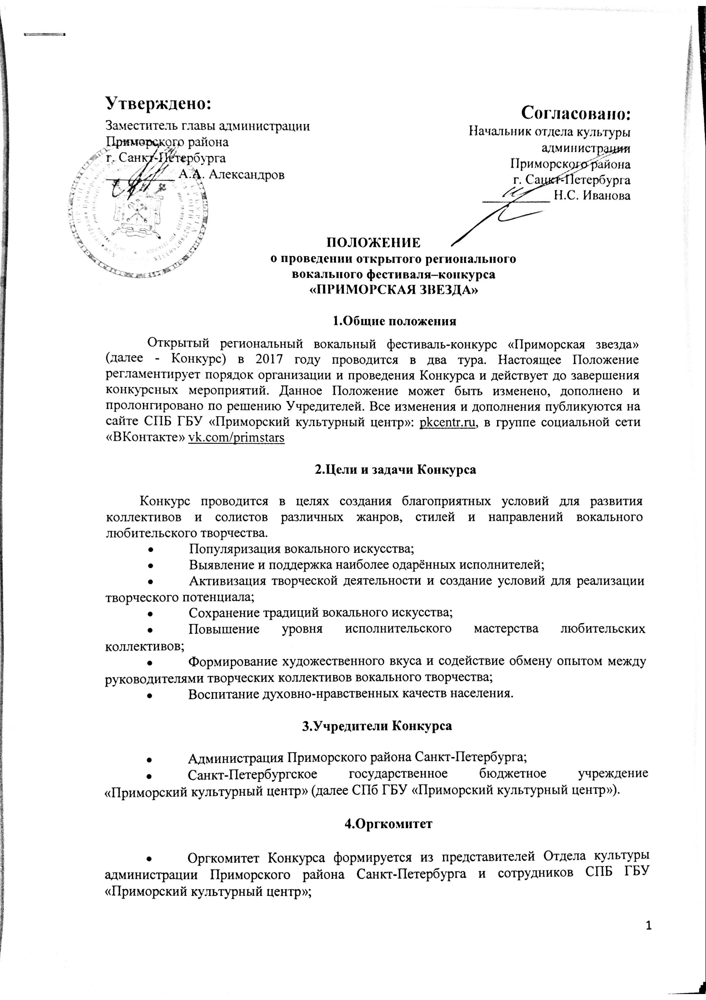 Утверждено:
Заместитель главы администрации
Приморского района
г. Санкт-Петербурга
__________ А.А. Александров
Согласовано:
Начальник отдела культуры
администрации
Приморского района
г. Санкт-Петербурга
__________ Н.С. Иванова
ПОЛОЖЕНИЕ
о проведении открытого регионального
вокального фестиваля–конкурса
«ПРИМОРСКАЯ ЗВЕЗДА»
1.Общие положения
Открытый региональный вокальный фестиваль-конкурс «Приморская звезда»
(далее - Конкурс) в 2017 году проводится в два тура. Настоящее Положение
регламентирует порядок организации и проведения Конкурса и действует до завершения
конкурсных мероприятий. Данное Положение может быть изменено, дополнено и
пролонгировано по решению Учредителей. Все изменения и дополнения публикуются на
сайте СПБ ГБУ «Приморский культурный центр»: pkcentr.ru, в группе социальной сети
«ВКонтакте» vk.com/primstars
2.Цели и задачи Конкурса
Конкурс проводится в целях создания благоприятных условий для развития
коллективов и солистов различных жанров, стилей и направлений вокального
любительского творчества.
• Популяризация вокального искусства;
• Выявление и поддержка наиболее одарённых исполнителей;
• Активизация творческой деятельности и создание условий для реализации
творческого потенциала;
• Сохранение традиций вокального искусства;
• Повышение уровня исполнительского мастерства любительских
коллективов;
• Формирование художественного вкуса и содействие обмену опытом между
руководителями творческих коллективов вокального творчества;
• Воспитание духовно-нравственных качеств населения.
3.Учредители Конкурса
• Администрация Приморского района Санкт-Петербурга;
• Санкт-Петербургское государственное бюджетное учреждение
«Приморский культурный центр» (далее СПб ГБУ «Приморский культурный центр»).
4.Оргкомитет
• Оргкомитет Конкурса формируется из представителей Отдела культуры
администрации Приморского района Санкт-Петербурга и сотрудников СПБ ГБУ
«Приморский культурный центр»;
1